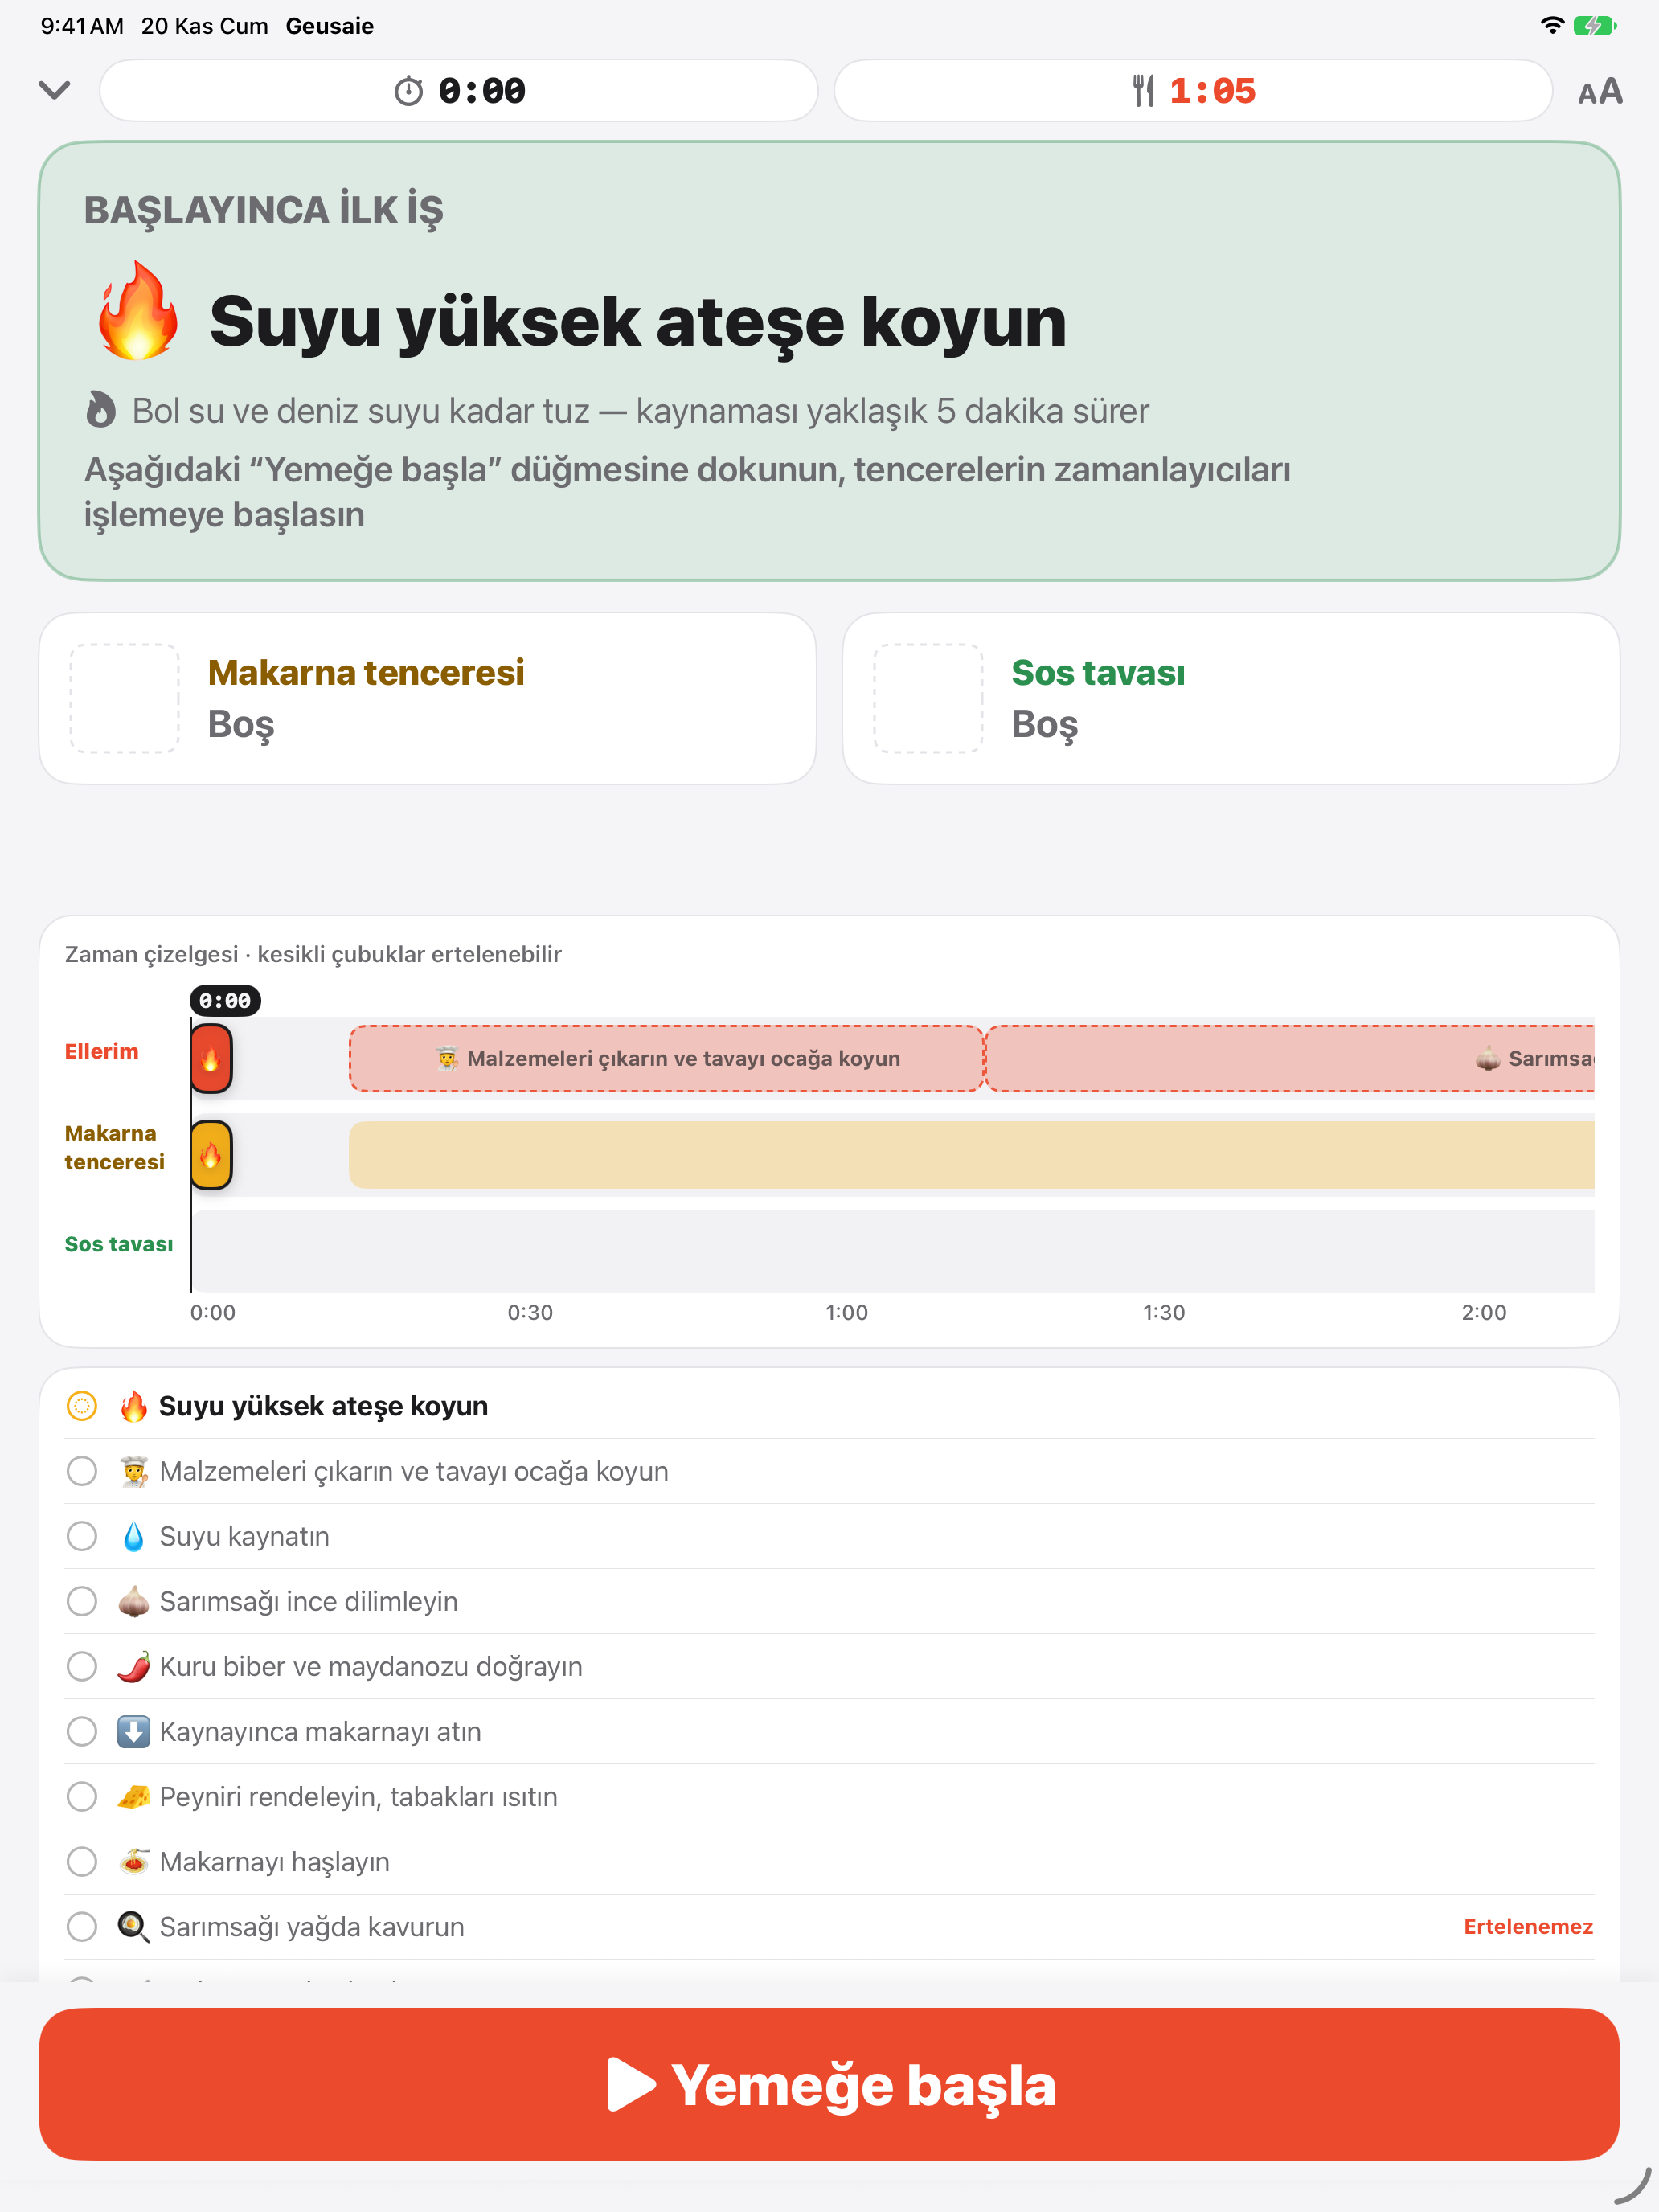 9:41 AM 20 Kas Cum Geusaie
0:00
1:05
AA
BAŞLAYINCA İLK İŞ
Suyu yüksek ateşe koyun
Bol su ve deniz suyu kadar tuz — kaynaması yaklaşık 5 dakika sürer
Aşağıdaki “Yemeğe başla” düğmesine dokunun, tencerelerin zamanlayıcıları
işlemeye başlasın
Makarna tenceresi
Boş
Sos tavası
Boş
Zaman çizelgesi · kesikli çubuklar ertelenebilir
0:00
Ellerim
Malzemeleri çıkarın ve tavayı ocağa koyun
Makarna
tenceresi
Sos tavası
0:00 0:30 1:00 1:30 2:00
Suyu yüksek ateşe koyun
Malzemeleri çıkarın ve tavayı ocağa koyun
Suyu kaynatın
Sarımsağı ince dilimleyin
Kuru biber ve maydanozu doğrayın
Kaynayınca makarnayı atın
Peyniri rendeleyin, tabakları ısıtın
Makarnayı haşlayın
Sarımsağı yağda kavurun
Ertelenemez
Yemeğe başla